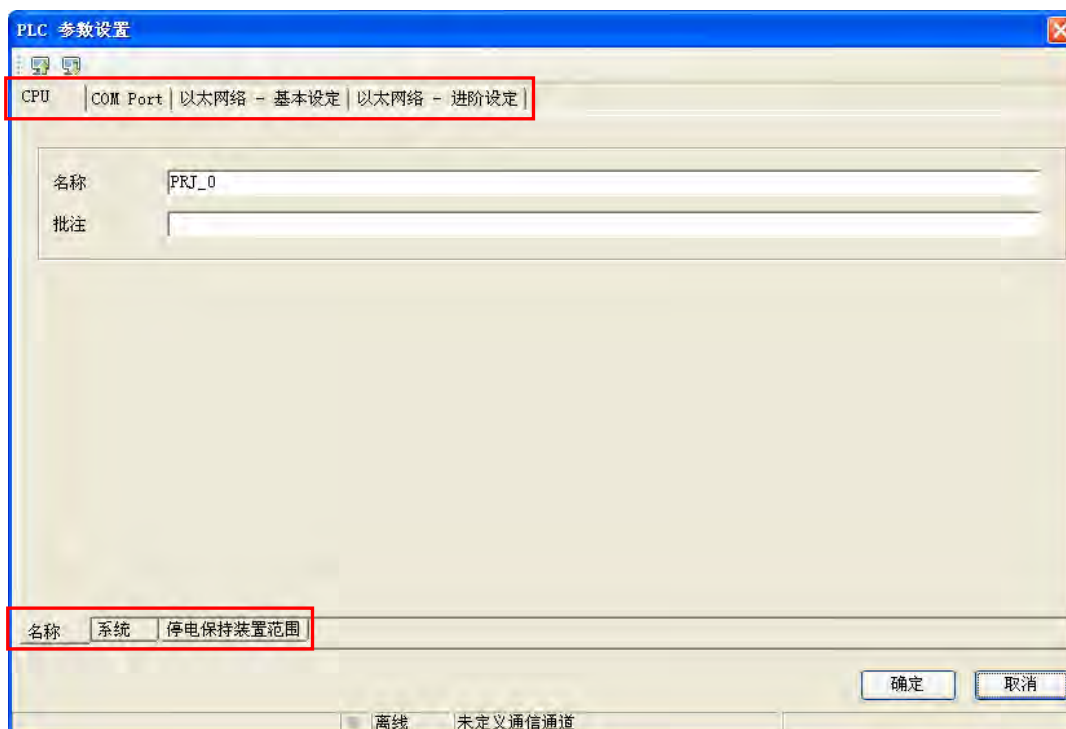 PLC 参数设置
CPU COM Port 以太网络 - 基本设定 以太网络 - 进阶设定
名称 PRJ_0
批注
名称 系统 停电保持装置范围
确定 取消
离线 未定义通信通道